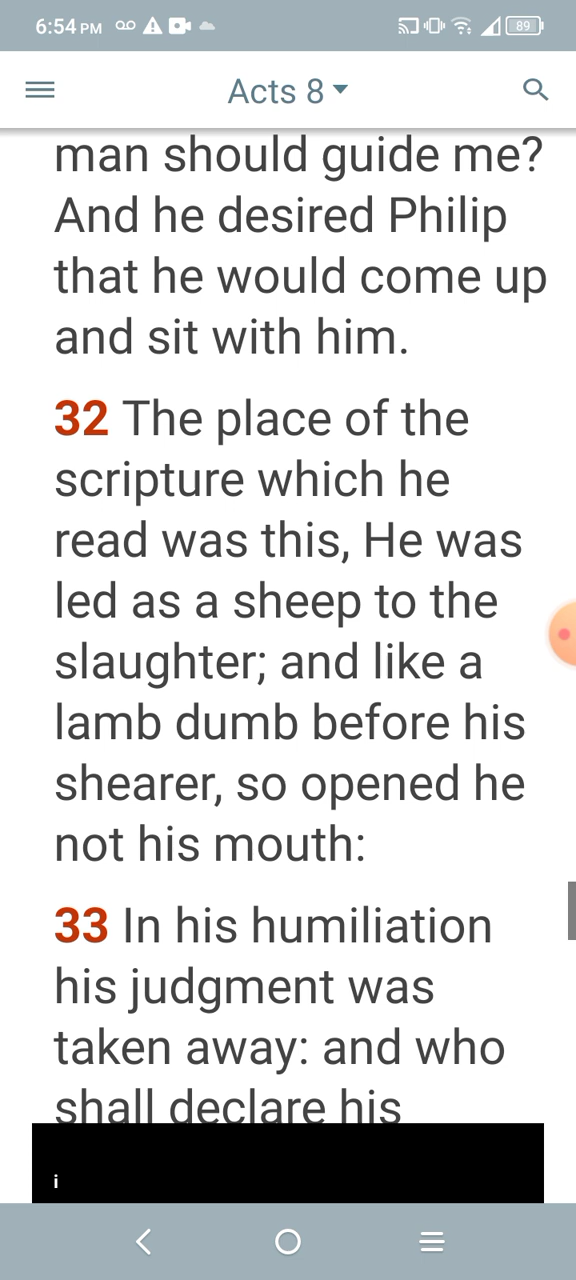 6:54 PM
89
Acts 8
man should guide me?
And he desired Philip
that he would come up
and sit with him.
32 The place of the
scripture which he
read was this, He was
led as a sheep to the
slaughter; and like a
lamb dumb before his
shearer, so opened he
not his mouth:
33 In his humiliation
his judgment was
taken away: and who
shall declare his
i